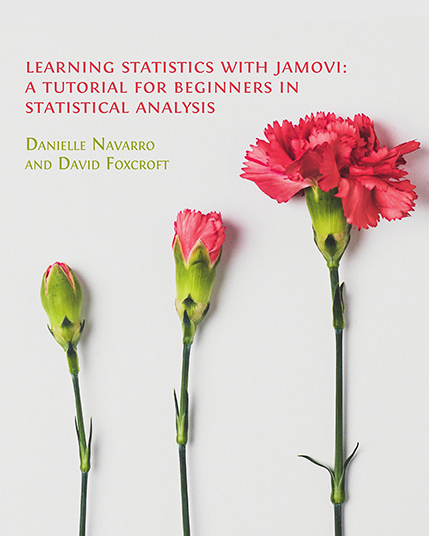 LEARNING STATISTICS WITH JAMOVI:
A TUTORIAL FOR BEGINNERS IN
STATISTICAL ANALYSIS
DANIELLE NAVARRO
AND DAVID FOXCROFT